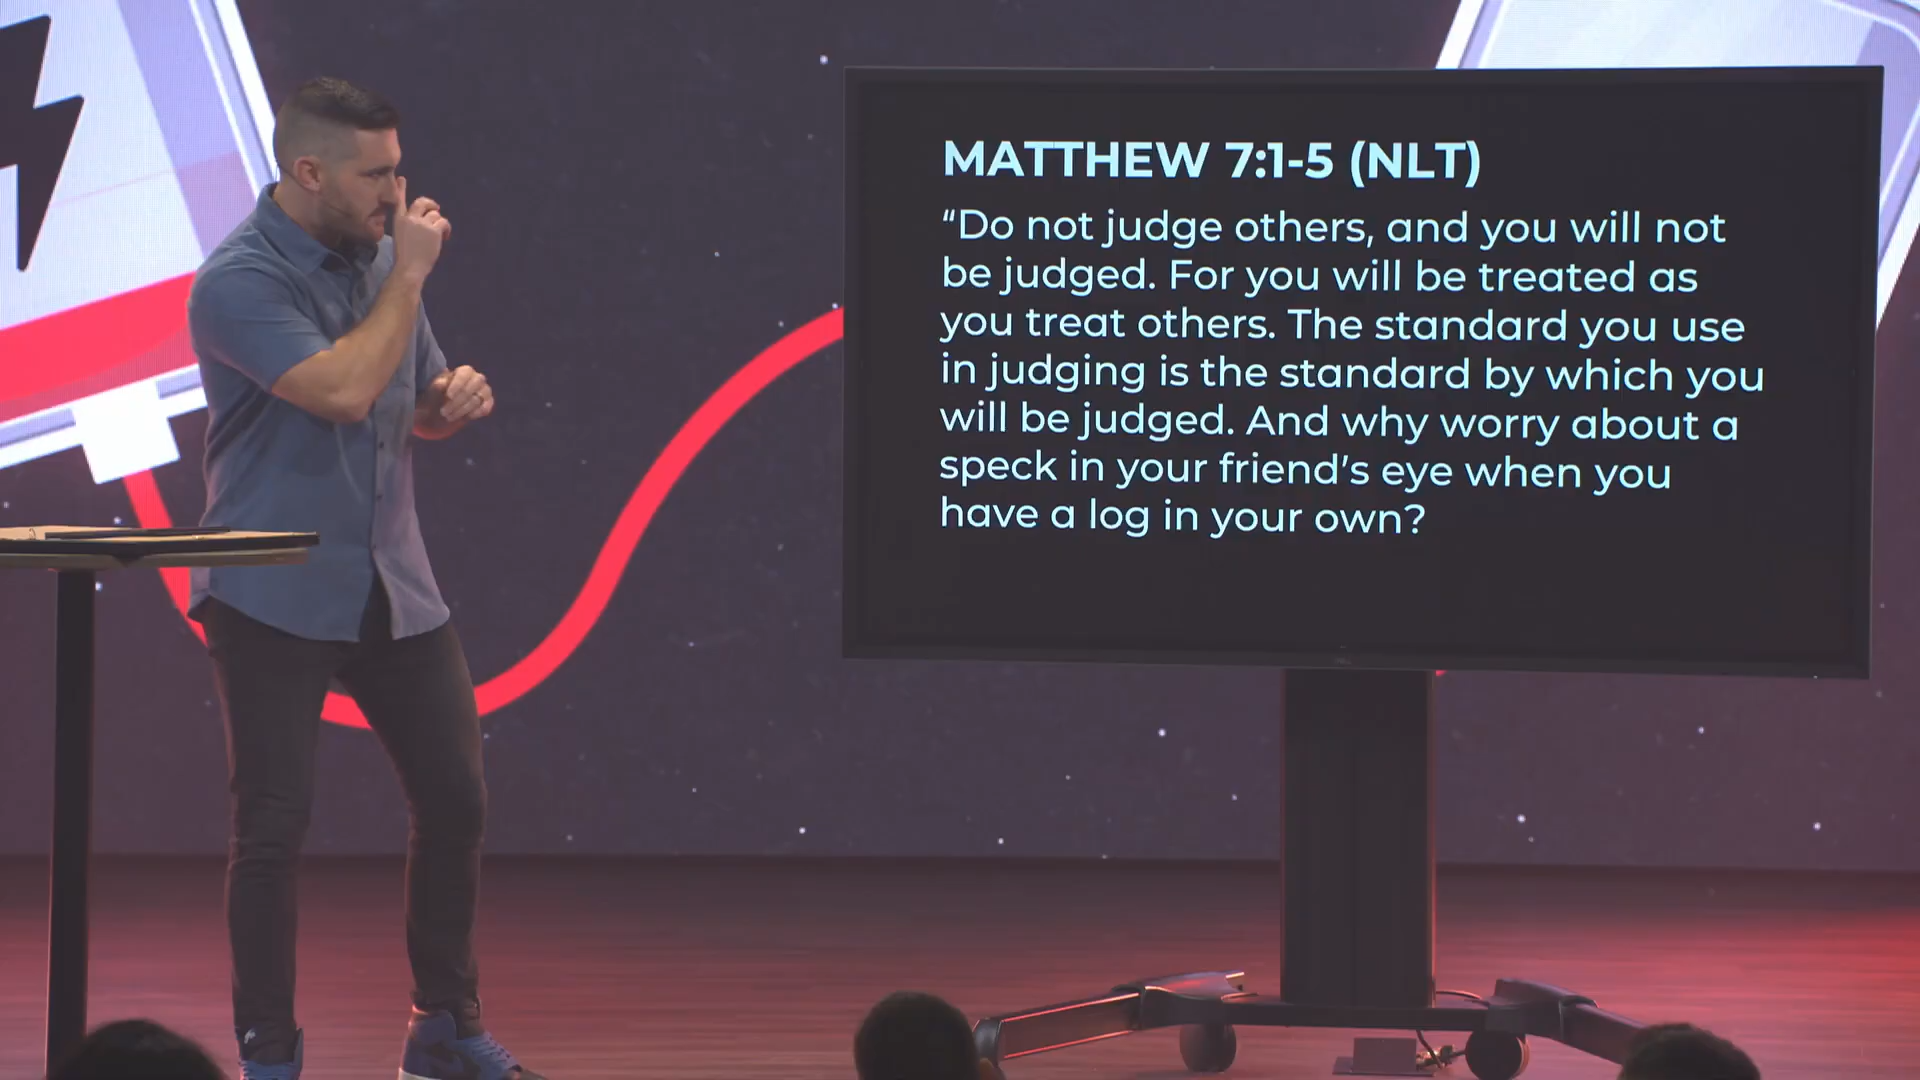 MATTHEW 7:1-5 (NLT)
“Do not judge others, and you will not
be judged. For you will be treated as
you treat others. The standard you use
in judging is the standard by which you
will be judged. And why worry about a
speck in your friend’s eye when you
have a log in your own?